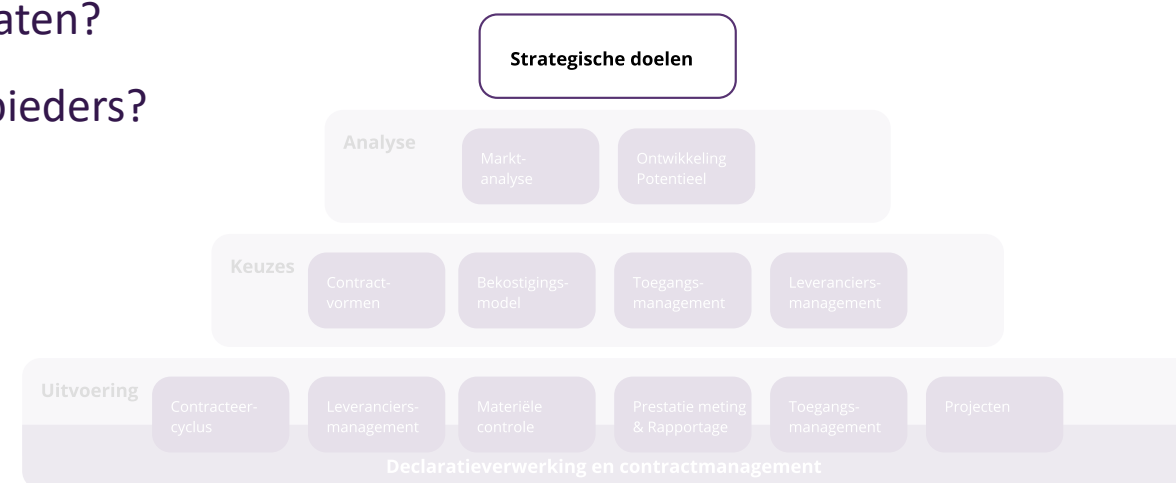 aten?
Strategische doelen
bieders?
Analyse
Markt-
analyse
Ontwikkeling
Potentieel
Keuzes
Contract-
vormen
Bekostigings-
model
Toegangs-
management
Leveranciers-
management
Uitvoering
Contracteer-
cyclus
Leveranciers-
management
Materiële
controle
Prestatie meting
& Rapportage
Toegangs-
management
Projecten
Declaratieverwerking en contractmanagement